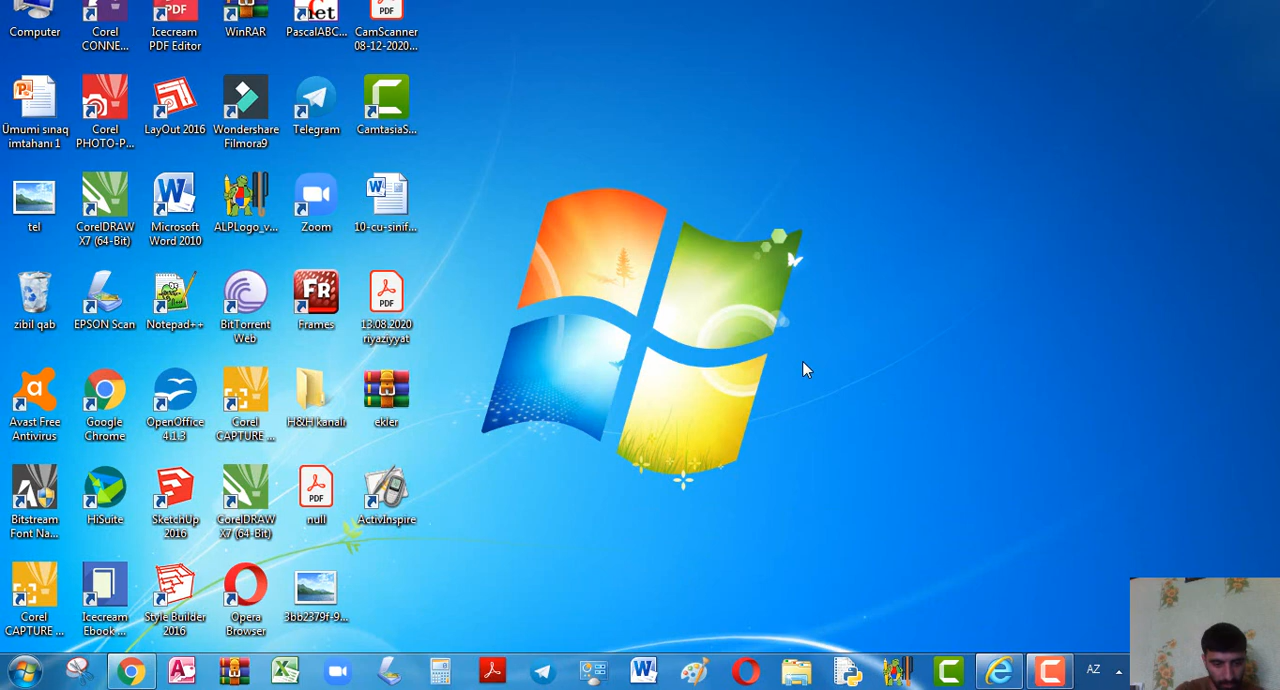 Computer
Corel
CONNE...
Icecream
PDF Editor
WinRAR
PascalABC...
CamScanner
08-12-2020...
Ümumi sınaq
imtahanı 1
Corel
PHOTO-P...
LayOut 2016
Wondershare
Filmora9
Telegram
CamtasiaS...
tel
CorelDRAW
X7 (64-Bit)
Microsoft
Word 2010
ALPLogo_v...
Zoom
10-cu-sinif...
zibil qab
EPSON Scan
Notepad++
BitTorrent
Web
Frames
13.08.2020
riyaziyyat
Avast Free
Antivirus
Google
Chrome
OpenOffice
4.1.3
Corel
CAPTURE ...
H&H kanalı
ekler
Bitstream
Font Na...
HiSuite
SketchUp
2016
CorelDRAW
X7 (64-Bit)
null
ActivInspire
Corel
CAPTURE ...
Icecream
Ebook ...
Style Builder
2016
Opera
Browser
3bb2379f-9...
AZ